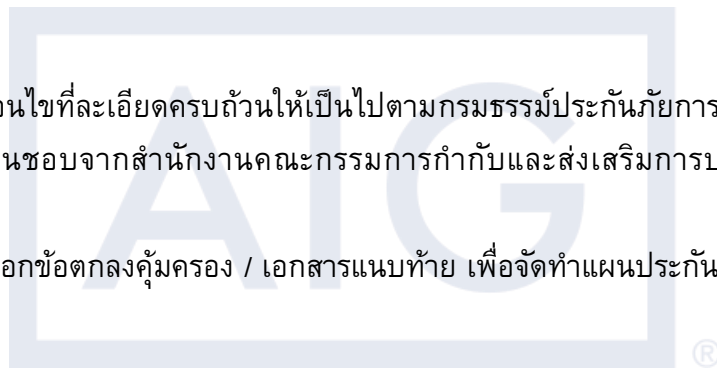 อนไขที่ละเอียดครบถ้วนให้เป็นไปตามกรมธรรม์ประกันภัยการ
นชอบจากสำนักงานคณะกรรมการกำกับและส่งเสริมการป
อกข้อตกลงคุ้มครอง / เอกสารแนบท้าย เพื่อจัดทำแผนประกัน
AIG
®